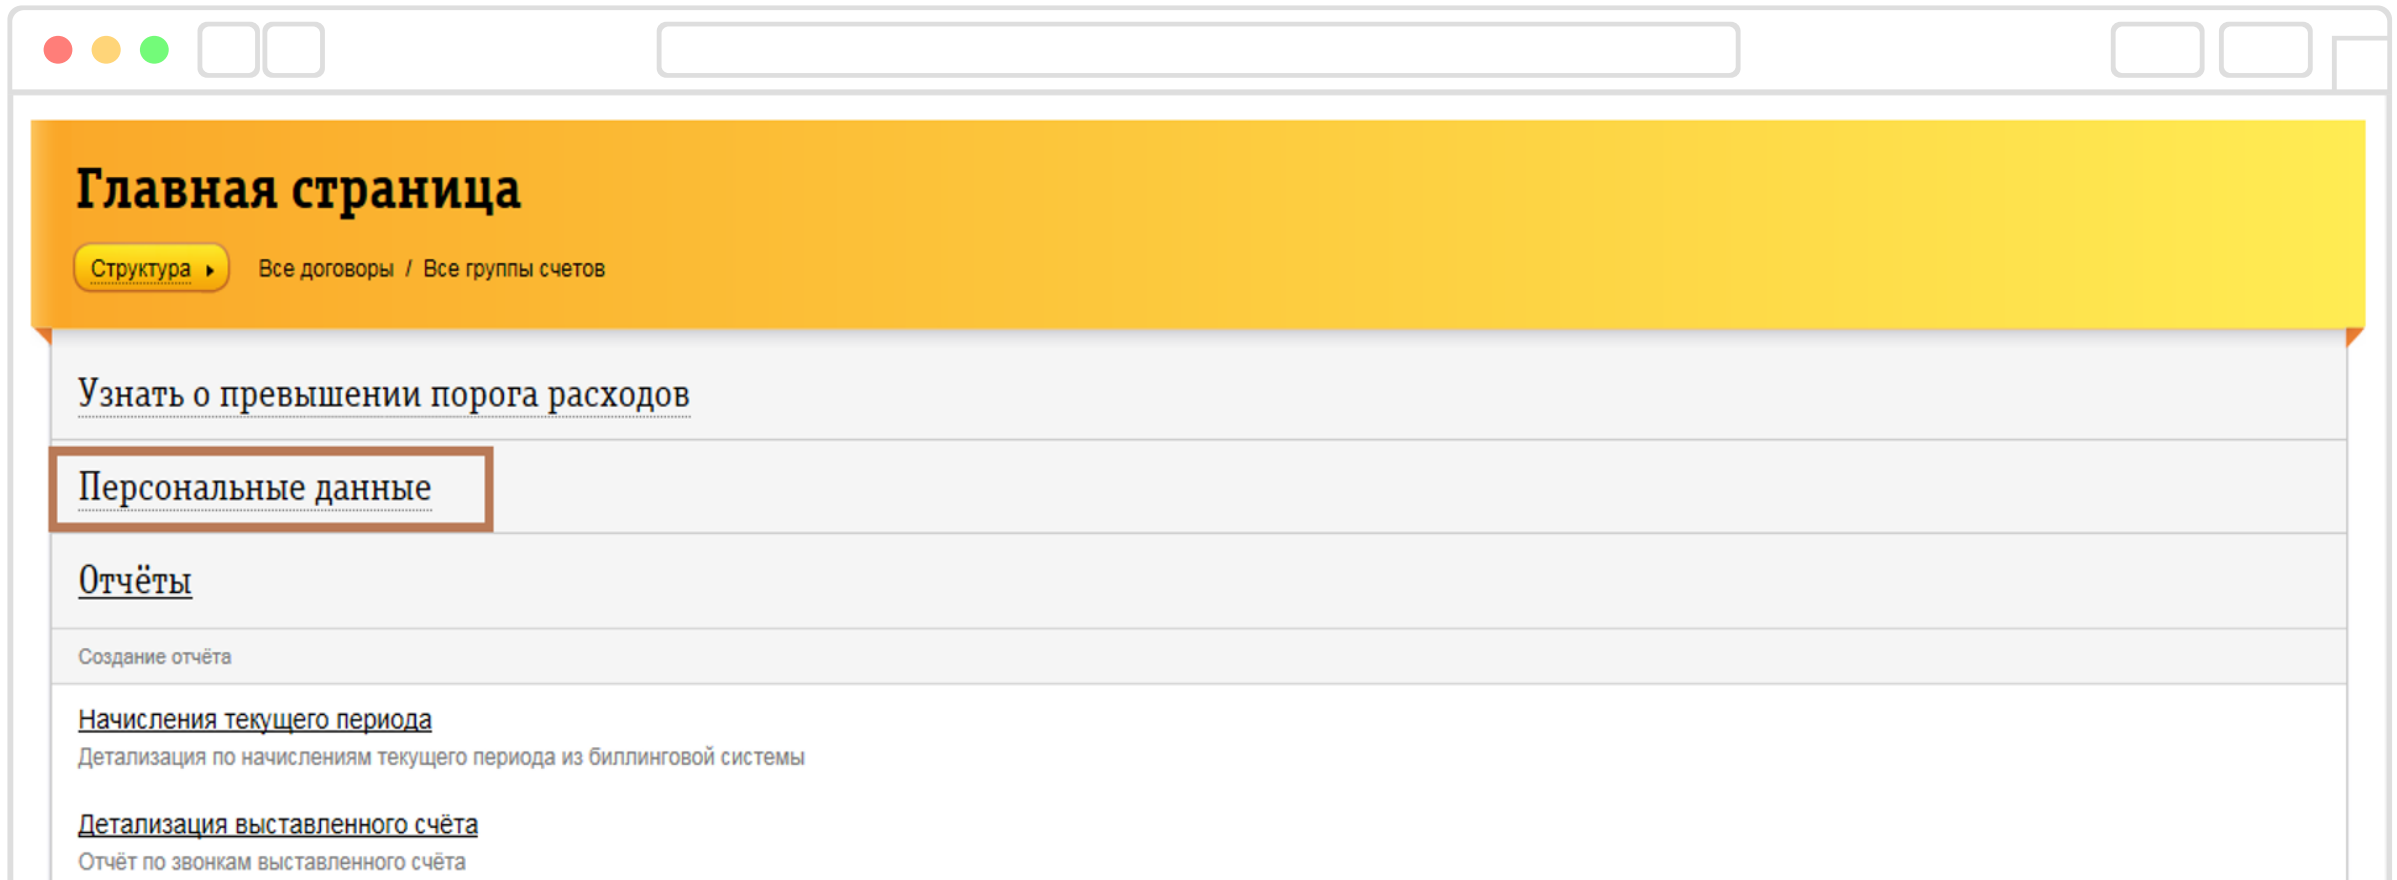 Главная страница
Структура
Все договоры / Все группы счетов
Узнать о превышении порога расходов
Персональные данные
Отчёты
Создание отчёта
Начисления текущего периода
Детализация по начислениям текущего периода из биллинговой системы
Детализация выставленного счёта
Отчёт по звонкам выставленного счёта